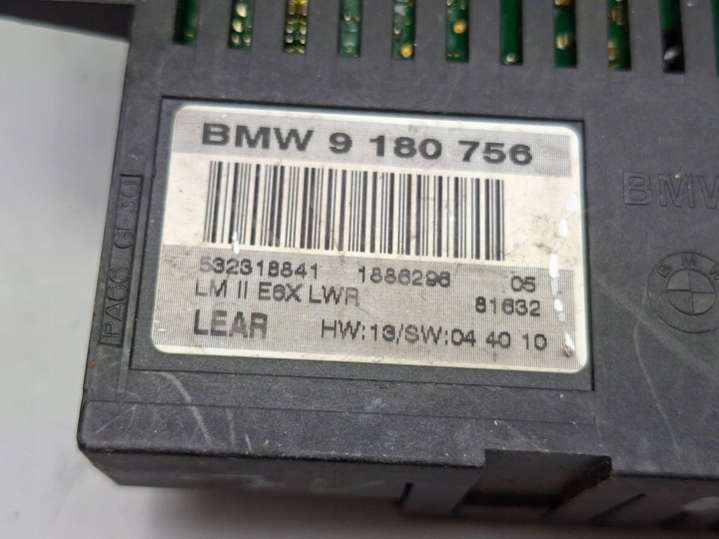 BMW 9 180 756
532318841 1886296 05
LM II E6X LWR 81632
LEAR HW:13/SW:04 40 10
BMW
BMW